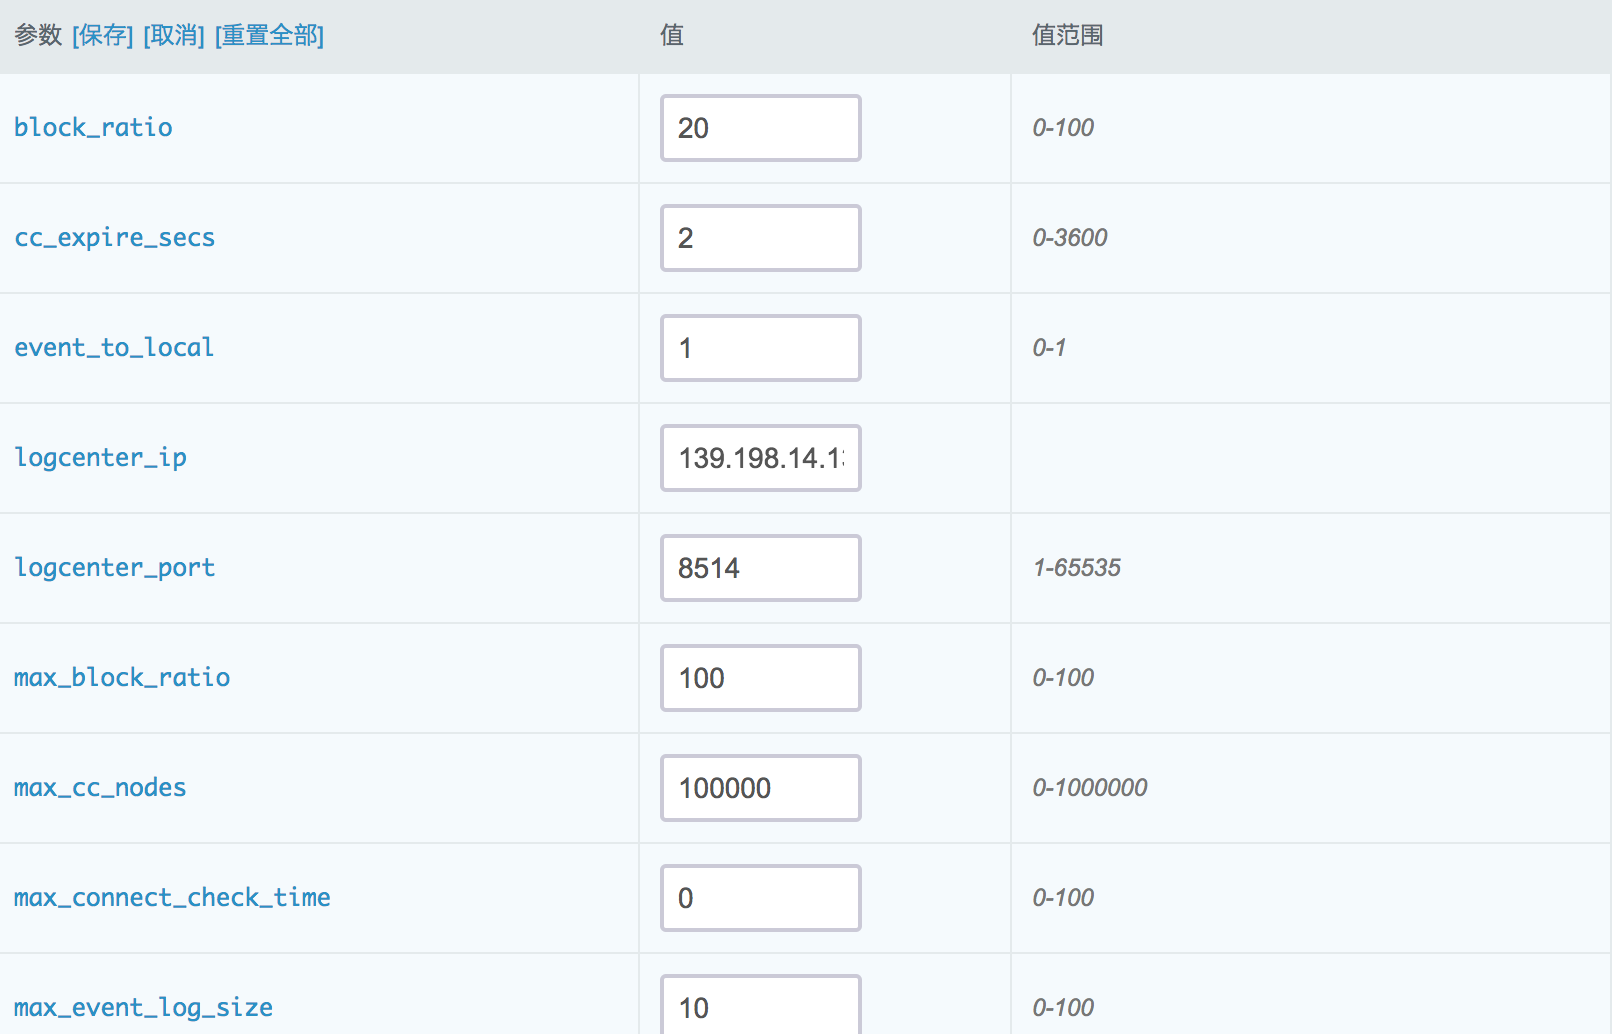 参数 [保存] [取消] [重置全部] 值 值范围
block_ratio 20 0-100
cc_expire_secs 2 0-3600
event_to_local 1 0-1
logcenter_ip 139.198.14.1
logcenter_port 8514 1-65535
max_block_ratio 100 0-100
max_cc_nodes 100000 0-1000000
max_connect_check_time 0 0-100
max_event_log_size 10 0-100